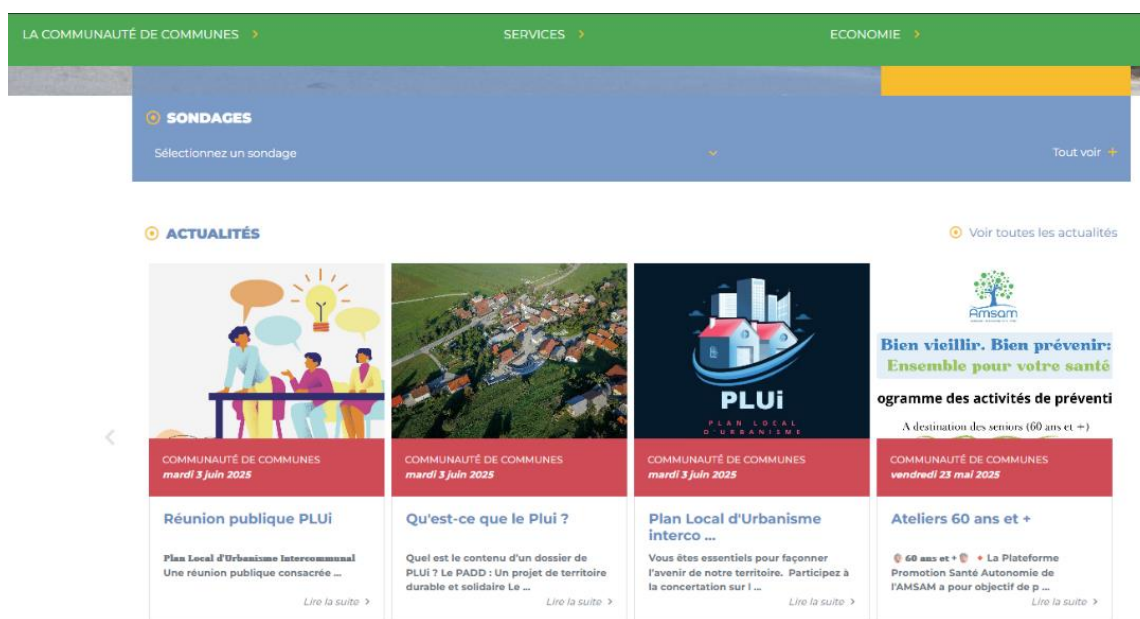 LA COMMUNAUTÉ DE COMMUNES >
SERVICES >
ECONOMIE >
SONDAGES
Sélectionnez un sondage
Tout voir +
ACTUALITÉS
Voir toutes les actualités
PLUi
PLAN LOCAL
D'URBANISME
Amsam
Bien vieillir. Bien prévenir:
Ensemble pour votre santé
ogramme des activités de préventi
A destination des seniors (60 ans et +)
COMMUNAUTÉ DE COMMUNES
mardi 3 juin 2025
Réunion publique PLUi
Plan Local d'Urbanisme Intercommunal
Une réunion publique consacrée ...
Lire la suite >
COMMUNAUTÉ DE COMMUNES
mardi 3 juin 2025
Qu'est-ce que le Plui ?
Quel est le contenu d'un dossier de
PLUi ? Le PADD : Un projet de territoire
durable et solidaire Le ...
Lire la suite >
COMMUNAUTÉ DE COMMUNES
mardi 3 juin 2025
Plan Local d'Urbanisme
interco ...
Vous êtes essentiels pour façonner
l'avenir de notre territoire. Participez à
la concertation sur l ...
Lire la suite >
COMMUNAUTÉ DE COMMUNES
vendredi 23 mai 2025
Ateliers 60 ans et +
60 ans et + La Plateforme
Promotion Santé Autonomie de
l'AMSAM a pour objectif de p ...
Lire la suite >